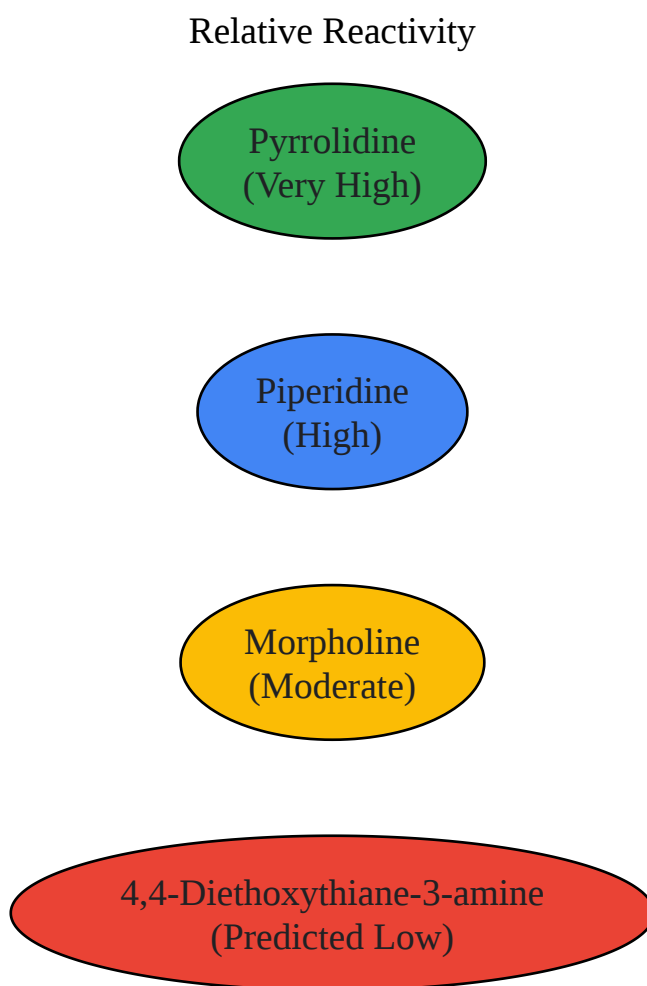 Relative Reactivity
Pyrrolidine
(Very High)
Piperidine
(High)
Morpholine
(Moderate)
4,4-Diethoxythiane-3-amine
(Predicted Low)